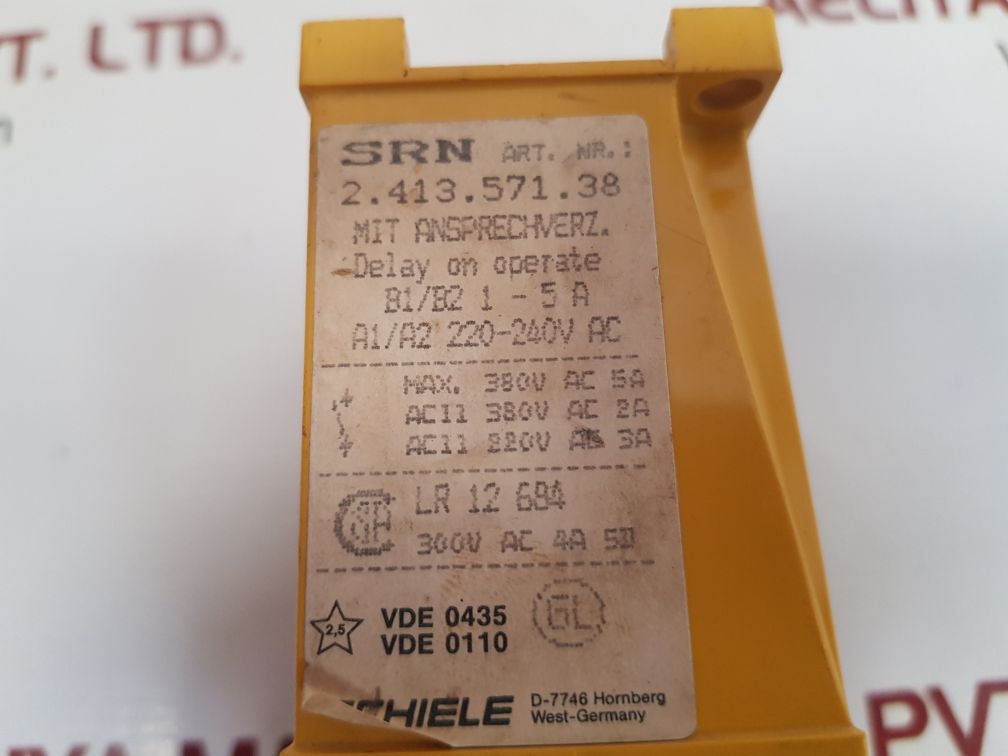 T. LTD.
SRN ART. NR.:
2.413.571.38
MIT ANSPRECHVERZ.
Delay on operate
B1/B2 1 - 5 A
A1/A2 220-240V AC
MAX. 380V AC 5A
AC11 380V AC 2A
AC11 220V AC 3A
LR 12 684
300V AC 4A
2,5
VDE 0435
VDE 0110
GL
SCHIELE
D-7746 Hornberg
West-Germany
PV